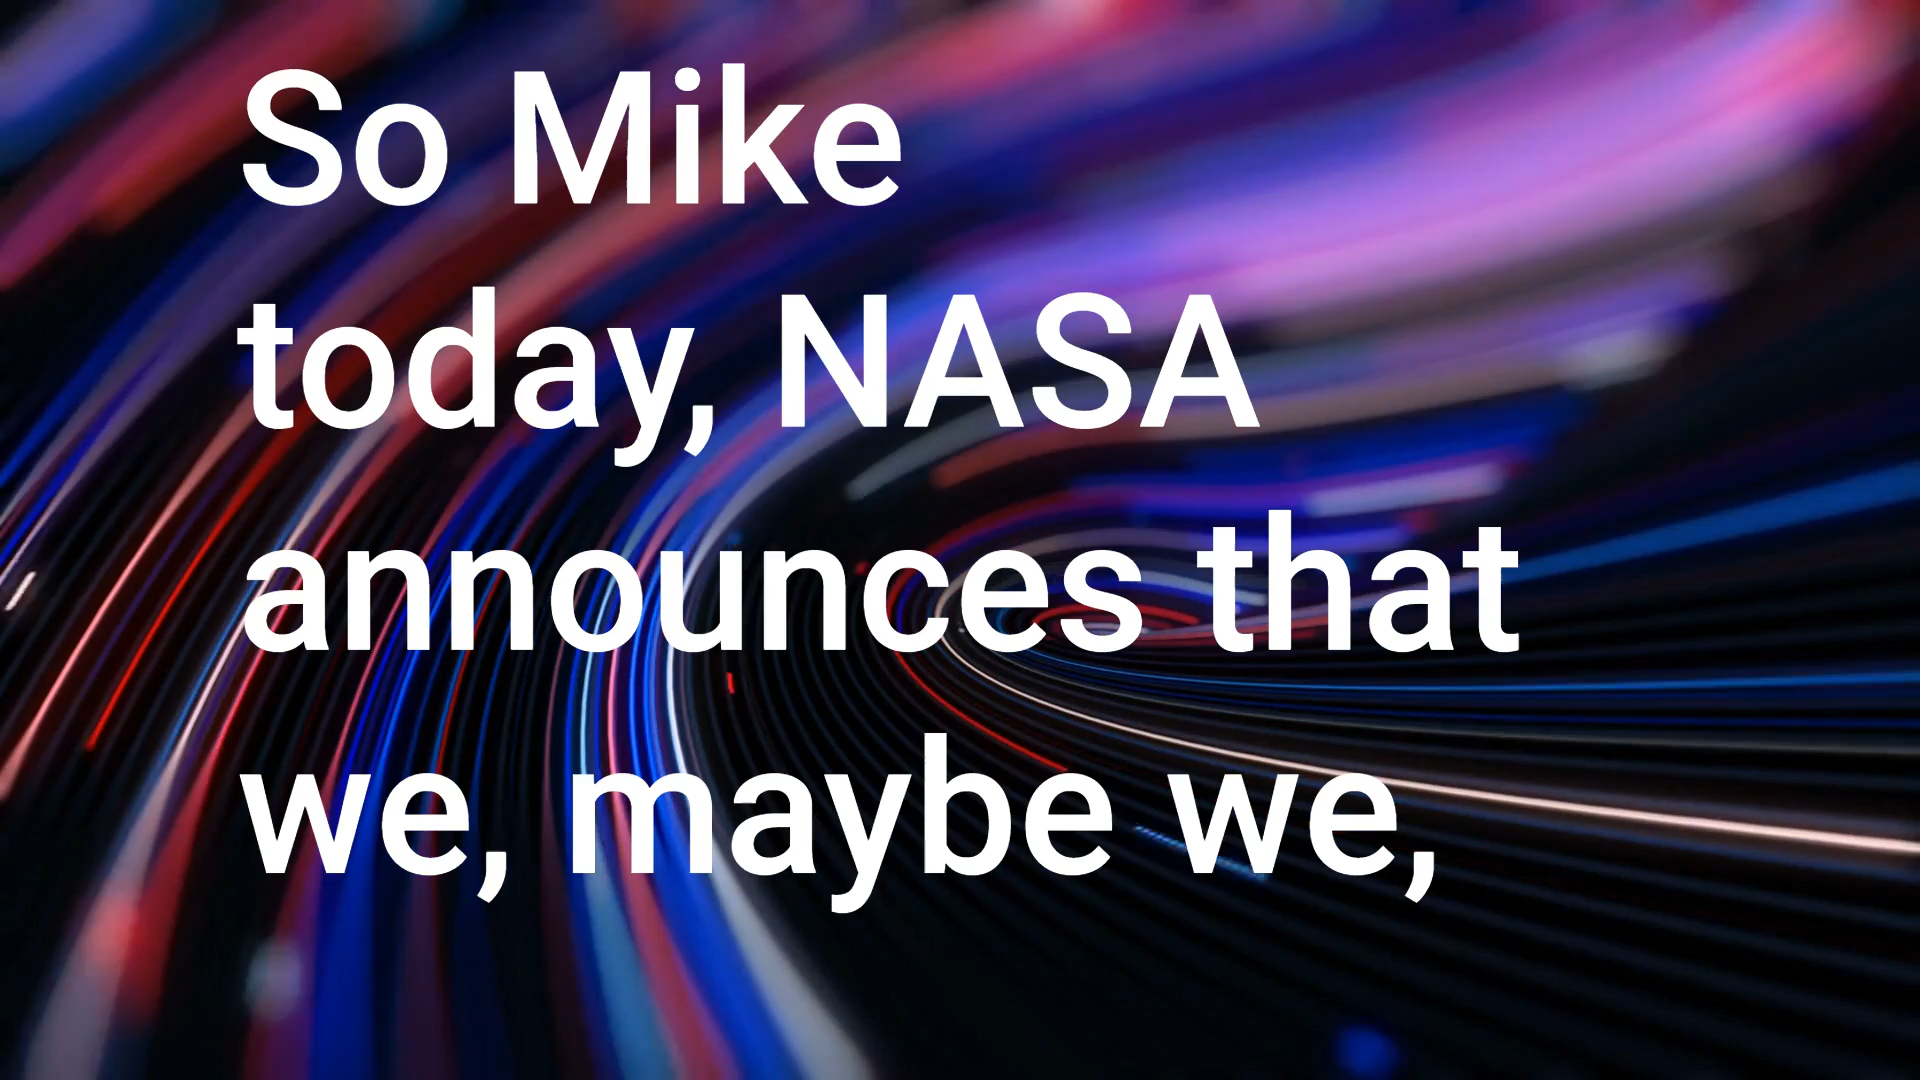 So Mike
today, NASA
announces that
we, maybe we,